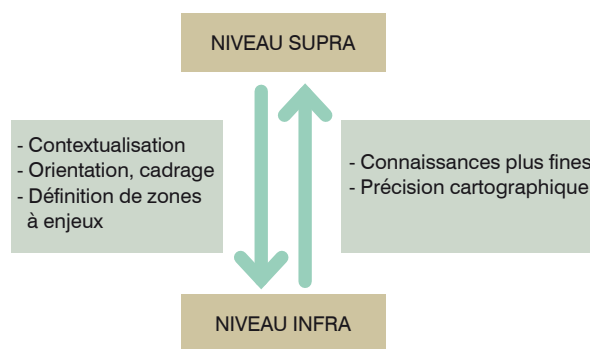 NIVEAU SUPRA
- Contextualisation
- Orientation, cadrage
- Définition de zones
à enjeux
- Connaissances plus fines
- Précision cartographique
NIVEAU INFRA